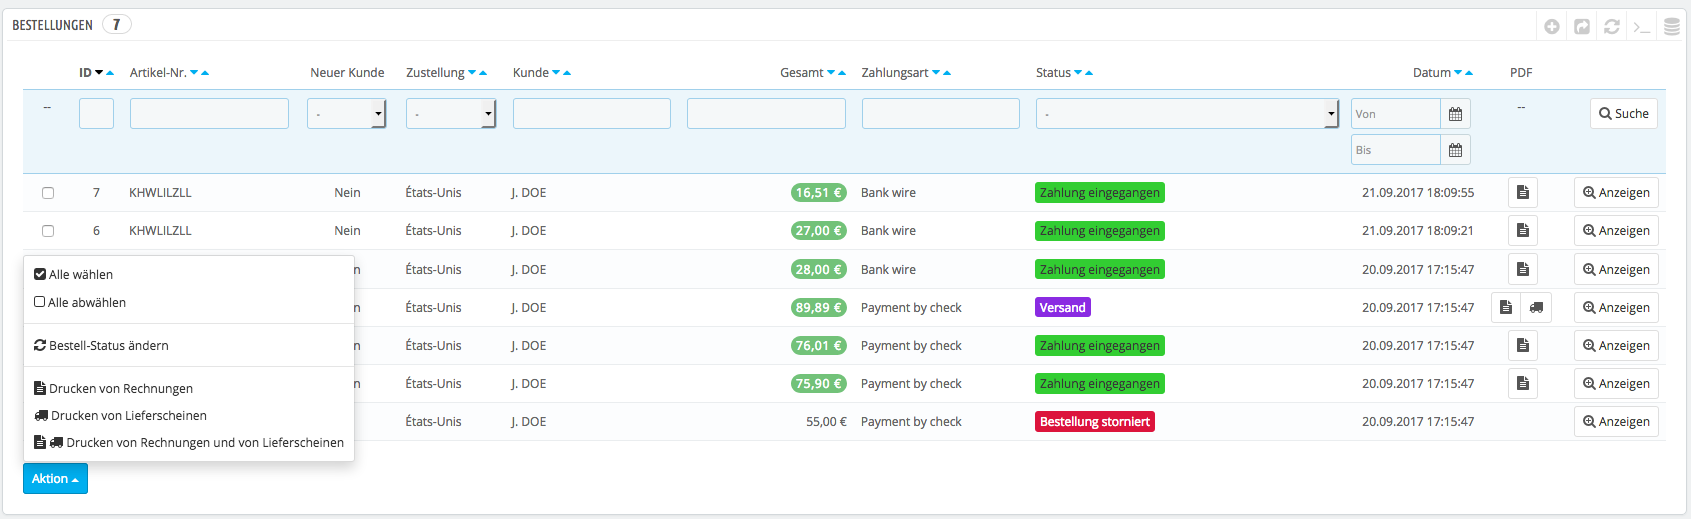 BESTELLUNGEN 7
ID Artikel-Nr. Neuer Kunde Zustellung Kunde Gesamt Zahlungsart Status Datum PDF
-- - - - Von -- Suche
Bis
7 KHWLILZLL Nein États-Unis J. DOE 16,51 € Bank wire Zahlung eingegangen 21.09.2017 18:09:55 Anzeigen
6 KHWLILZLL Nein États-Unis J. DOE 27,00 € Bank wire Zahlung eingegangen 21.09.2017 18:09:21 Anzeigen
n États-Unis J. DOE 28,00 € Bank wire Zahlung eingegangen 20.09.2017 17:15:47 Anzeigen
n États-Unis J. DOE 89,89 € Payment by check Versand 20.09.2017 17:15:47 Anzeigen
n États-Unis J. DOE 76,01 € Payment by check Zahlung eingegangen 20.09.2017 17:15:47 Anzeigen
n États-Unis J. DOE 75,90 € Payment by check Zahlung eingegangen 20.09.2017 17:15:47 Anzeigen
États-Unis J. DOE 55,00 € Payment by check Bestellung storniert 20.09.2017 17:15:47 Anzeigen
Alle wählen
Alle abwählen
Bestell-Status ändern
Drucken von Rechnungen
Drucken von Lieferscheinen
Drucken von Rechnungen und von Lieferscheinen
Aktion